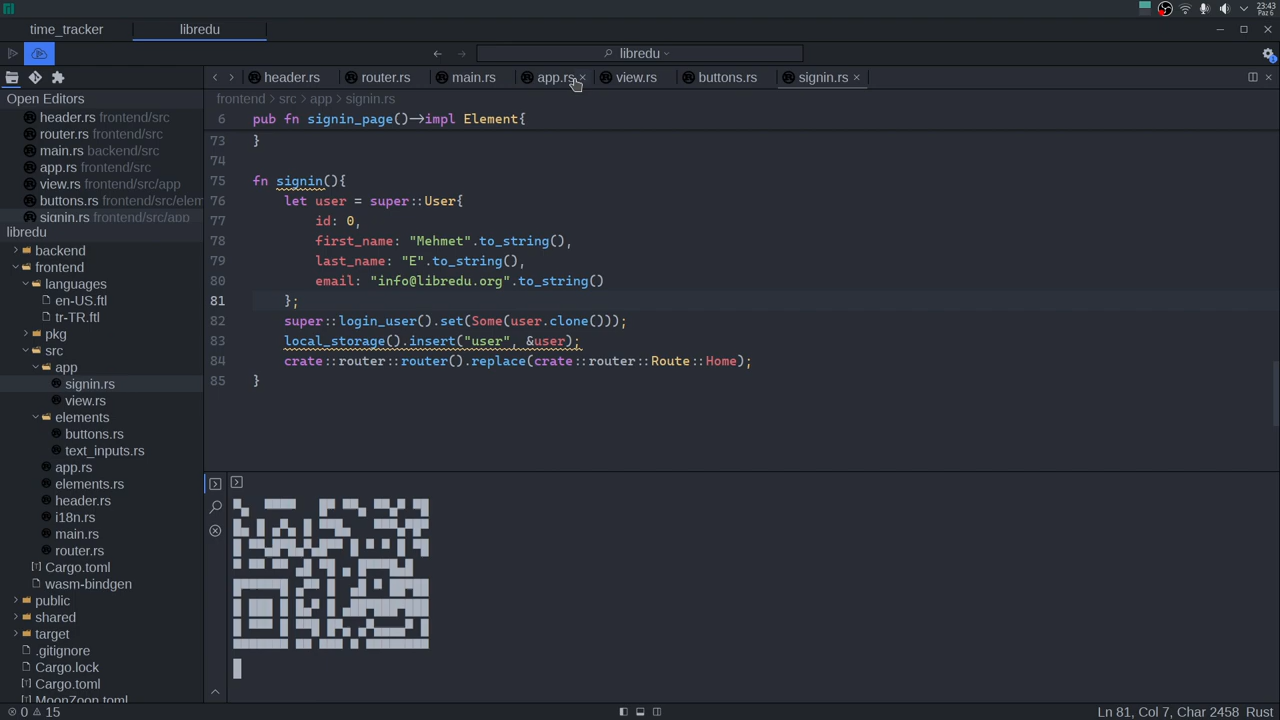 23:43
Paz 6
time_tracker
libredu
libredu
header.rs
router.rs
main.rs
app.rs
view.rs
buttons.rs
signin.rs
Open Editors
header.rs frontend/src
router.rs frontend/src
main.rs backend/src
app.rs frontend/src
view.rs frontend/src/app
buttons.rs frontend/src/elem
signin.rs frontend/src/app
libredu
backend
frontend
languages
en-US.ftl
tr-TR.ftl
pkg
src
app
signin.rs
view.rs
elements
buttons.rs
text_inputs.rs
app.rs
elements.rs
header.rs
i18n.rs
main.rs
router.rs
Cargo.toml
wasm-bindgen
public
shared
target
.gitignore
Cargo.lock
Cargo.toml
MoonZoon.toml
frontend > src > app > signin.rs
6 pub fn signin_page()->impl Element{
73 }
74
75 fn signin(){
76 let user = super::User{
77 id: 0,
78 first_name: "Mehmet".to_string(),
79 last_name: "E".to_string(),
80 email: "info@libredu.org".to_string()
81 };
82 super::login_user().set(Some(user.clone()));
83 local_storage().insert("user", &user);
84 crate::router::router().replace(crate::router::Route::Home);
85 }
0 15
Ln 81, Col 7, Char 2458 Rust